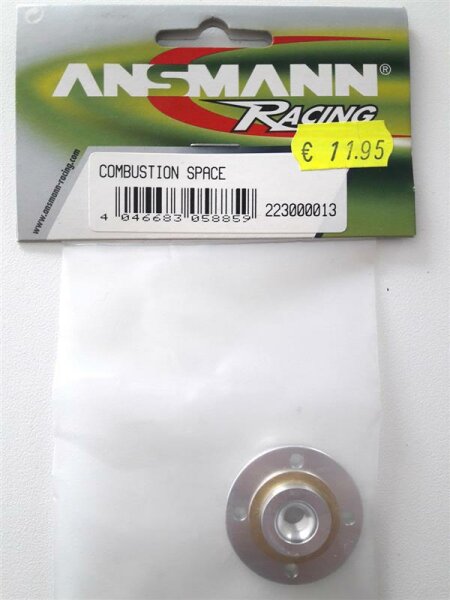 ANSMANN®
RACING
€ 11.95
www.ansmann-racing.com
COMBUSTION SPACE
4 046683 058859
223000013